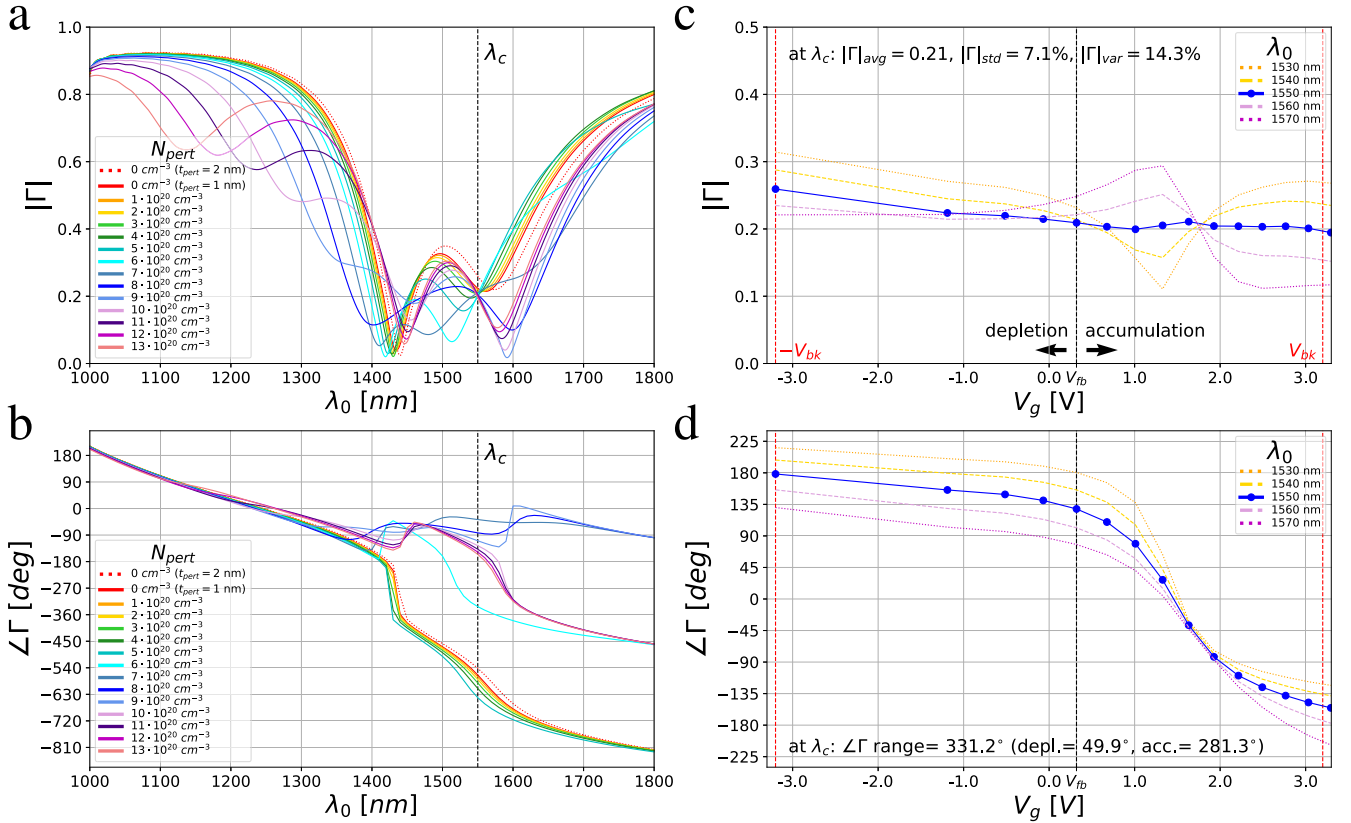 a
|Γ|
1.0
0.8
0.6
0.4
0.2
0.0
λc
Npert
0 cm⁻³ (tpert = 2 nm)
0 cm⁻³ (tpert = 1 nm)
1·10²⁰ cm⁻³
2·10²⁰ cm⁻³
3·10²⁰ cm⁻³
4·10²⁰ cm⁻³
5·10²⁰ cm⁻³
6·10²⁰ cm⁻³
7·10²⁰ cm⁻³
8·10²⁰ cm⁻³
9·10²⁰ cm⁻³
10·10²⁰ cm⁻³
11·10²⁰ cm⁻³
12·10²⁰ cm⁻³
13·10²⁰ cm⁻³
1000 1100 1200 1300 1400 1500 1600 1700 1800
λ0 [nm]
c
|Γ|
0.5
0.4
0.3
0.2
0.1
0.0
at λc: |Γ|avg = 0.21, |Γ|std = 7.1%, |Γ|var = 14.3%
λ0
1530 nm
1540 nm
1550 nm
1560 nm
1570 nm
depletion accumulation
−Vbk
Vbk
-3.0 -2.0 -1.0 0.0 Vfb 1.0 2.0 3.0
Vg [V]
b
∠Γ [deg]
180
90
0
−90
−180
−270
−360
−450
−540
−630
−720
−810
λc
Npert
0 cm⁻³ (tpert = 2 nm)
0 cm⁻³ (tpert = 1 nm)
1·10²⁰ cm⁻³
2·10²⁰ cm⁻³
3·10²⁰ cm⁻³
4·10²⁰ cm⁻³
5·10²⁰ cm⁻³
6·10²⁰ cm⁻³
7·10²⁰ cm⁻³
8·10²⁰ cm⁻³
9·10²⁰ cm⁻³
10·10²⁰ cm⁻³
11·10²⁰ cm⁻³
12·10²⁰ cm⁻³
13·10²⁰ cm⁻³
1000 1100 1200 1300 1400 1500 1600 1700 1800
λ0 [nm]
d
∠Γ [deg]
225
180
135
90
45
0
−45
−90
−135
−180
−225
λ0
1530 nm
1540 nm
1550 nm
1560 nm
1570 nm
at λc: ∠Γ range= 331.2° (depl.= 49.9°, acc.= 281.3°)
-3.0 -2.0 -1.0 0.0 Vfb 1.0 2.0 3.0
Vg [V]